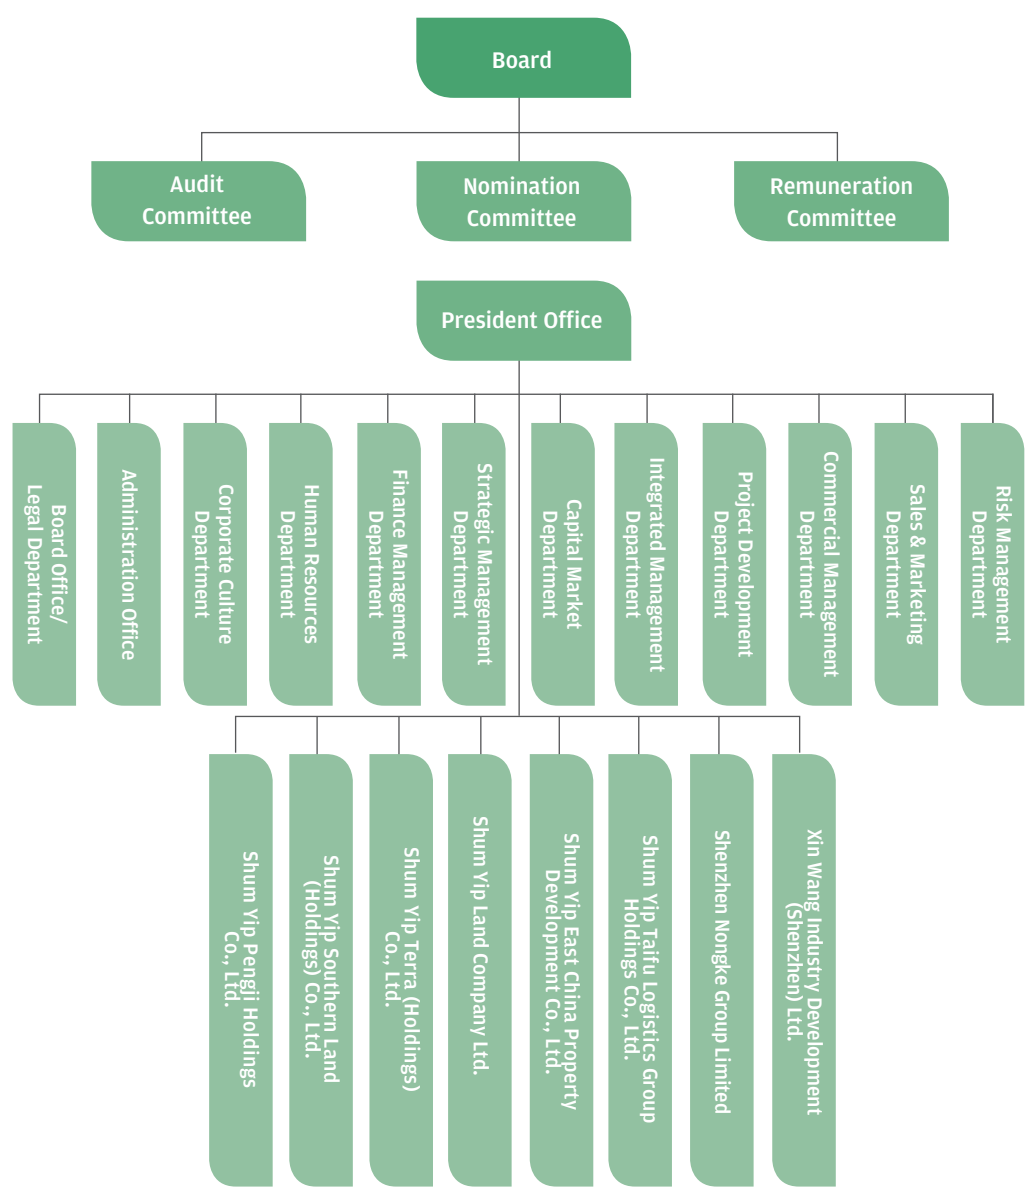 Board
Audit
Committee
Nomination
Committee
Remuneration
Committee
President Office
Board Office/
Legal Department
Administration Office
Corporate Culture
Department
Human Resources
Department
Finance Management
Department
Strategic Management
Department
Capital Market
Department
Integrated Management
Department
Project Development
Department
Commercial Management
Department
Sales & Marketing
Department
Risk Management
Department
Shum Yip Pengji Holdings
Co., Ltd.
Shum Yip Southern Land
(Holdings) Co., Ltd.
Shum Yip Terra (Holdings)
Co., Ltd.
Shum Yip Land Company Ltd.
Shum Yip East China Property
Development Co., Ltd.
Shum Yip Taifu Logistics Group
Holdings Co., Ltd.
Shenzhen Nongke Group Limited
Xin Wang Industry Development
(Shenzhen) Ltd.